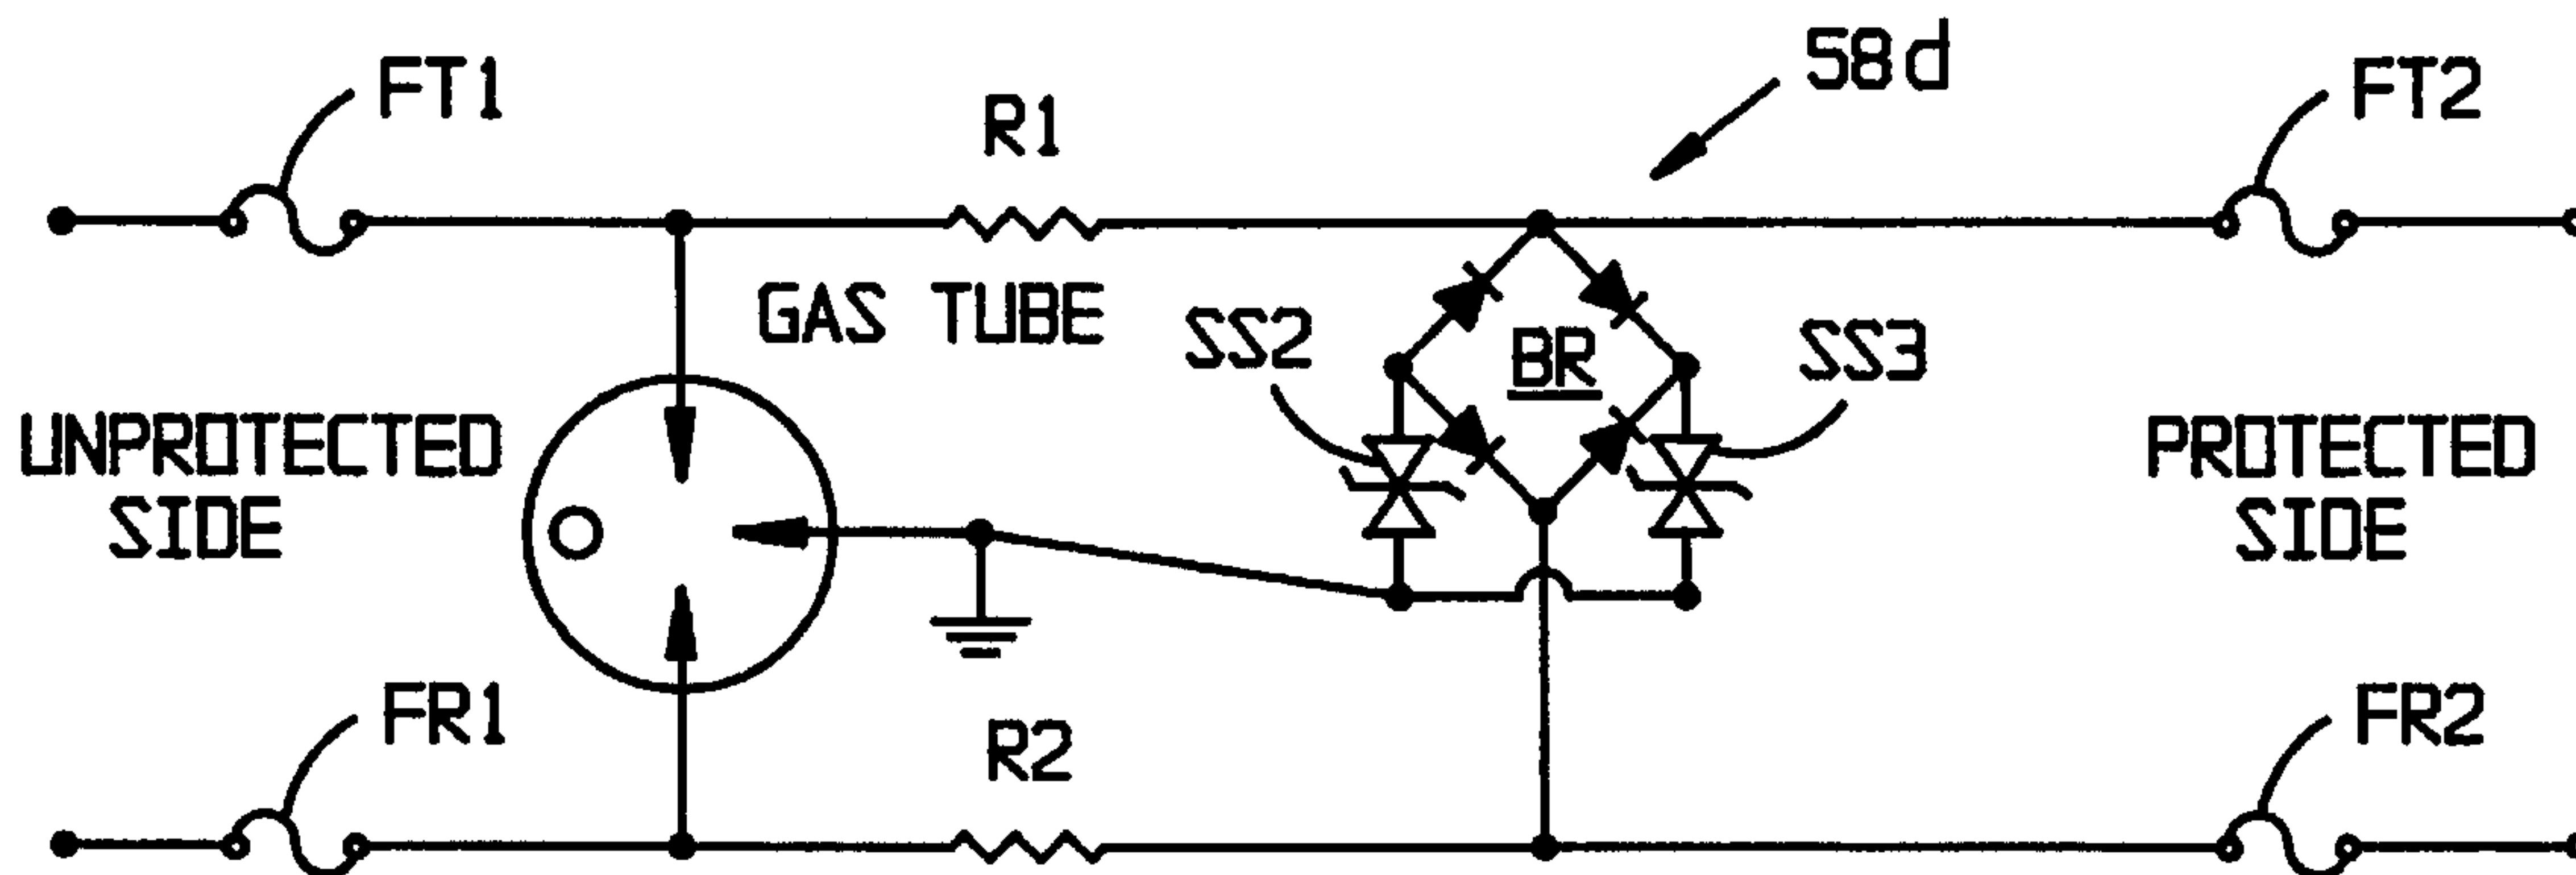 58d
FT1
FT2
R1
GAS TUBE
SS2
BR
SS3
UNPROTECTED
SIDE
PROTECTED
SIDE
FR1
R2
FR2